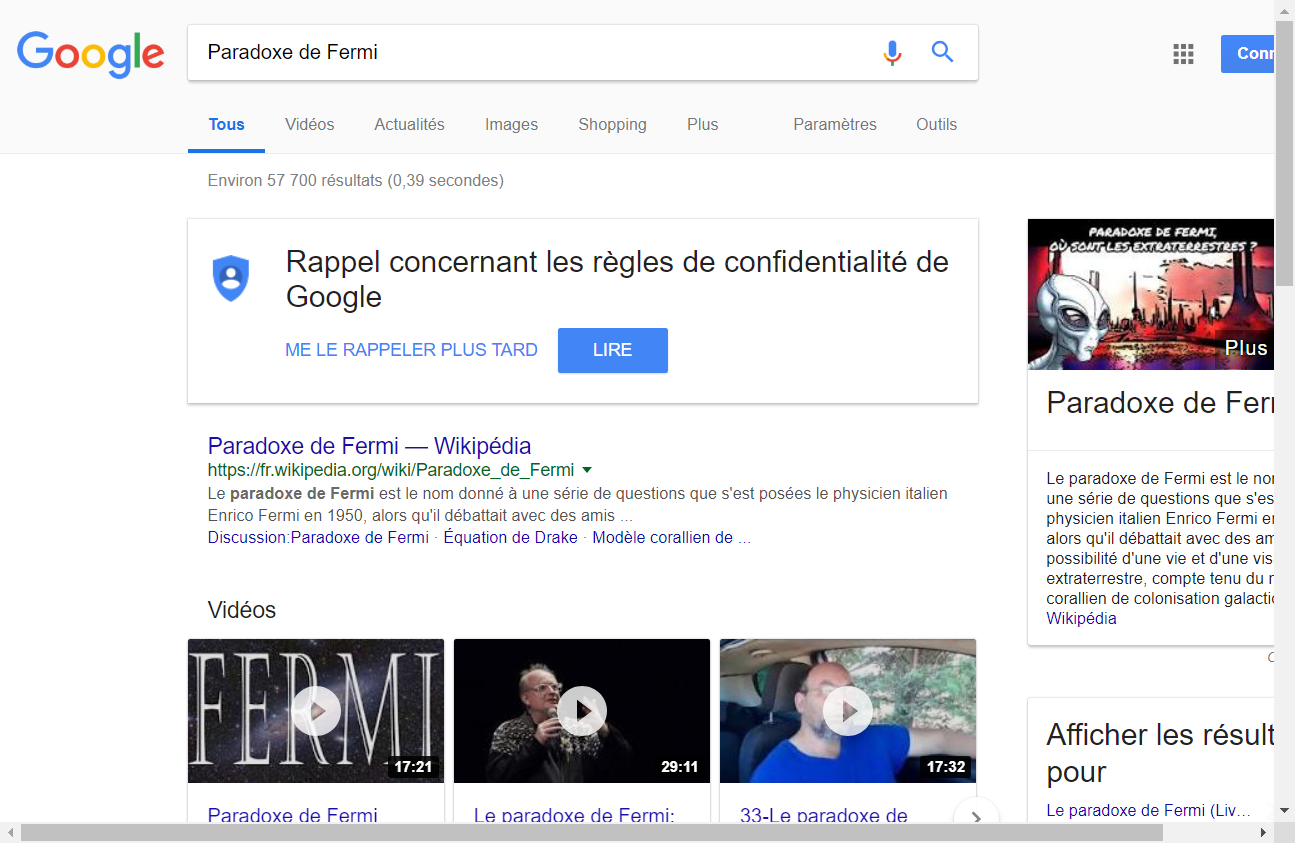 Google
Paradoxe de Fermi
Conn
Tous Vidéos Actualités Images Shopping Plus Paramètres Outils
Environ 57 700 résultats (0,39 secondes)
Rappel concernant les règles de confidentialité de
Google
ME LE RAPPELER PLUS TARD LIRE
Paradoxe de Fermi — Wikipédia
https://fr.wikipedia.org/wiki/Paradoxe_de_Fermi
Le paradoxe de Fermi est le nom donné à une série de questions que s'est posées le physicien italien
Enrico Fermi en 1950, alors qu'il débattait avec des amis ...
Discussion:Paradoxe de Fermi · Équation de Drake · Modèle corallien de ...
Vidéos
FERMI
17:21
29:11
17:32
Paradoxe de Fermi
Le paradoxe de Fermi:
33-Le paradoxe de
PARADOXE DE FERMI,
OÙ SONT LES EXTRATERRESTRES ?
Plus
Paradoxe de Fer
Le paradoxe de Fermi est le no
une série de questions que s'es
physicien italien Enrico Fermi e
alors qu'il débattait avec des am
possibilité d'une vie et d'une vis
extraterrestre, compte tenu du
corallien de colonisation galacti
Wikipédia
Afficher les résult
pour
Le paradoxe de Fermi (Liv...